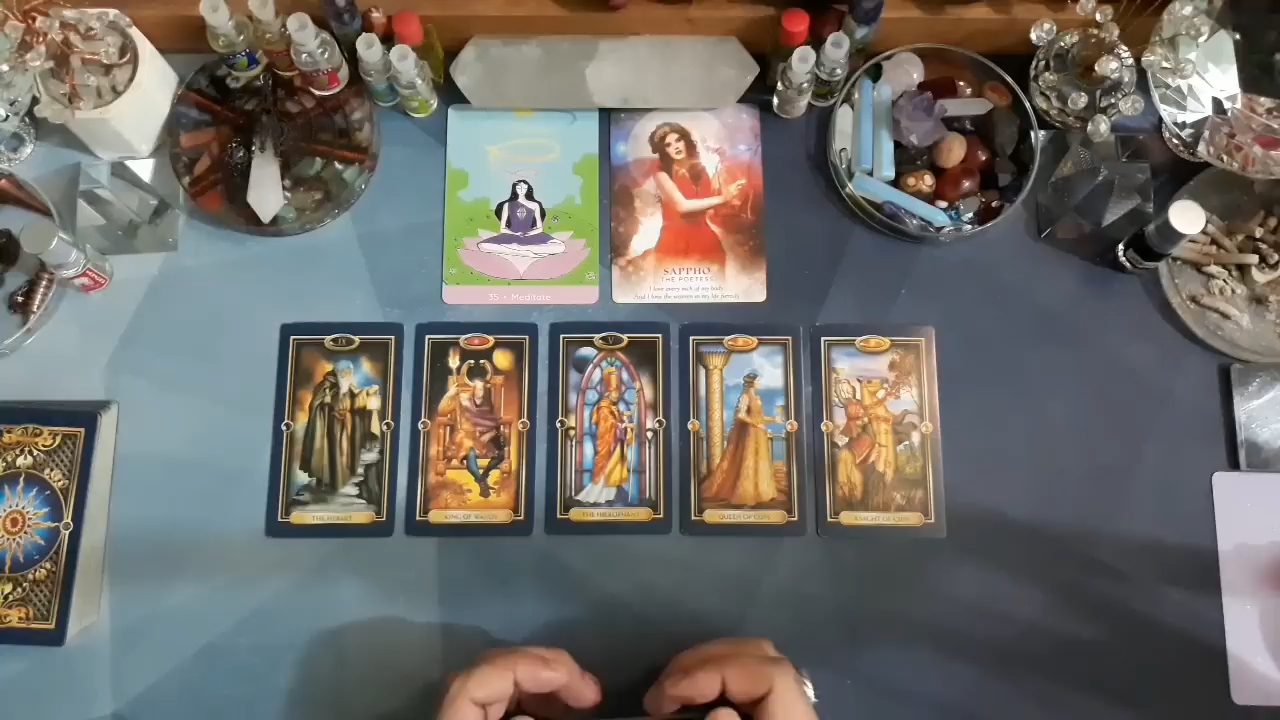 35 • Meditate
SAPPHO
THE POETESS
I love every inch of my body
And I love the women in my life fiercely
IX
V
THE HERMIT
KING OF WANDS
THE HIEROPHANT
QUEEN OF CUPS
KNIGHT OF CUPS